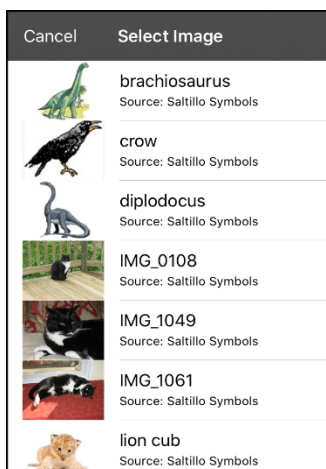 Cancel Select Image
brachiosaurus
Source: Saltillo Symbols
crow
Source: Saltillo Symbols
diplodocus
Source: Saltillo Symbols
IMG_0108
Source: Saltillo Symbols
IMG_1049
Source: Saltillo Symbols
IMG_1061
Source: Saltillo Symbols
lion cub
Source: Saltillo Symbols